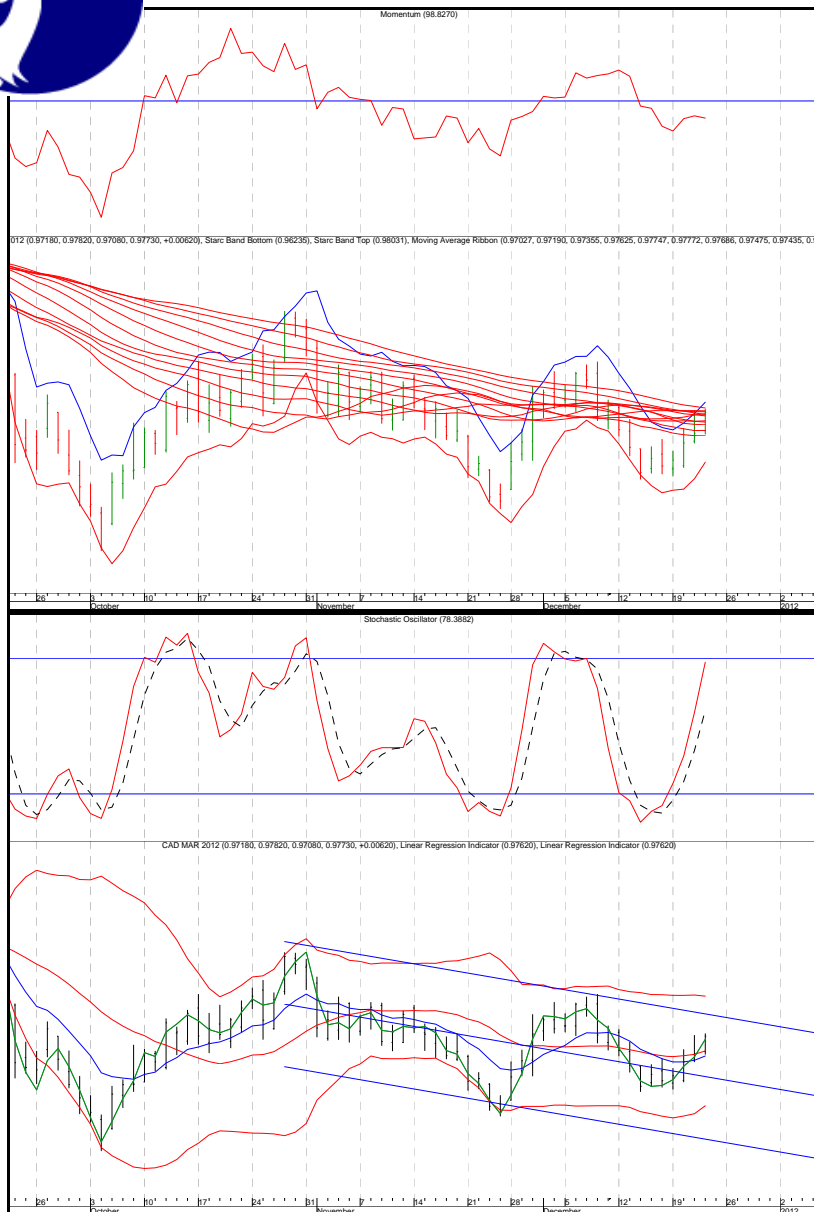 Momentum (98.8270)
012 (0.97180, 0.97820, 0.97080, 0.97730, +0.00620), Starc Band Bottom (0.96235), Starc Band Top (0.98031), Moving Average Ribbon (0.97027, 0.97190, 0.97355, 0.97625, 0.97747, 0.97772, 0.97686, 0.97475, 0.97435, 0.9
26 3 10 17 24 31 7 14 21 28 5 12 19 26 2
October November December 2012
Stochastic Oscillator (78.3882)
CAD MAR 2012 (0.97180, 0.97820, 0.97080, 0.97730, +0.00620), Linear Regression Indicator (0.97620), Linear Regression Indicator (0.97620)
26 3 10 17 24 31 7 14 21 28 5 12 19 26 2
October November December 2012